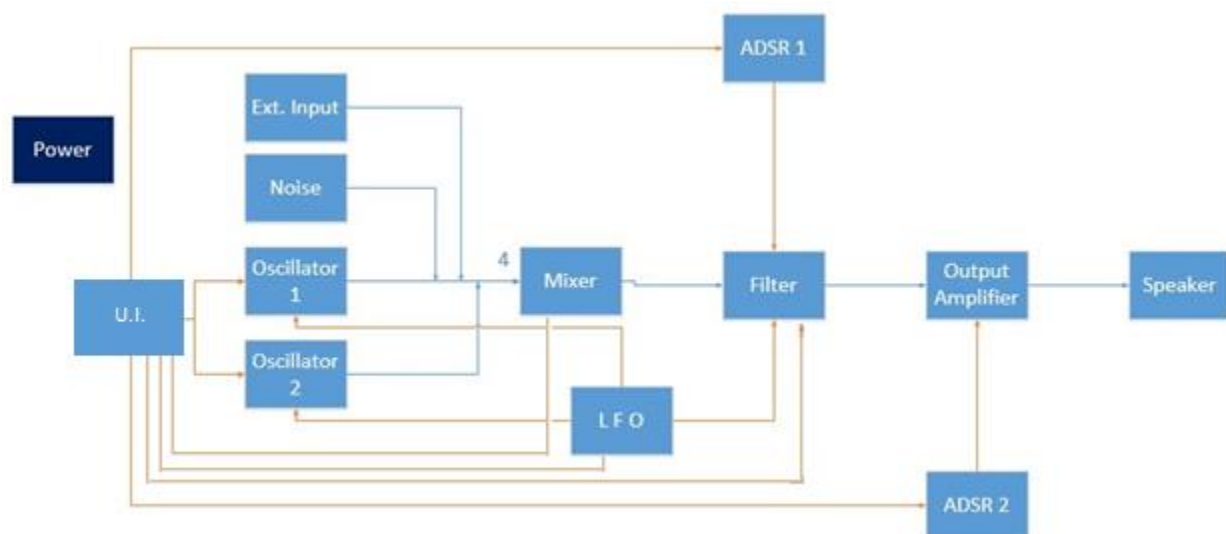 ADSR 1
Ext. Input
Power
Noise
Oscillator
1
4
Mixer
Filter
Output
Amplifier
Speaker
U.I.
Oscillator
2
L F O
ADSR 2